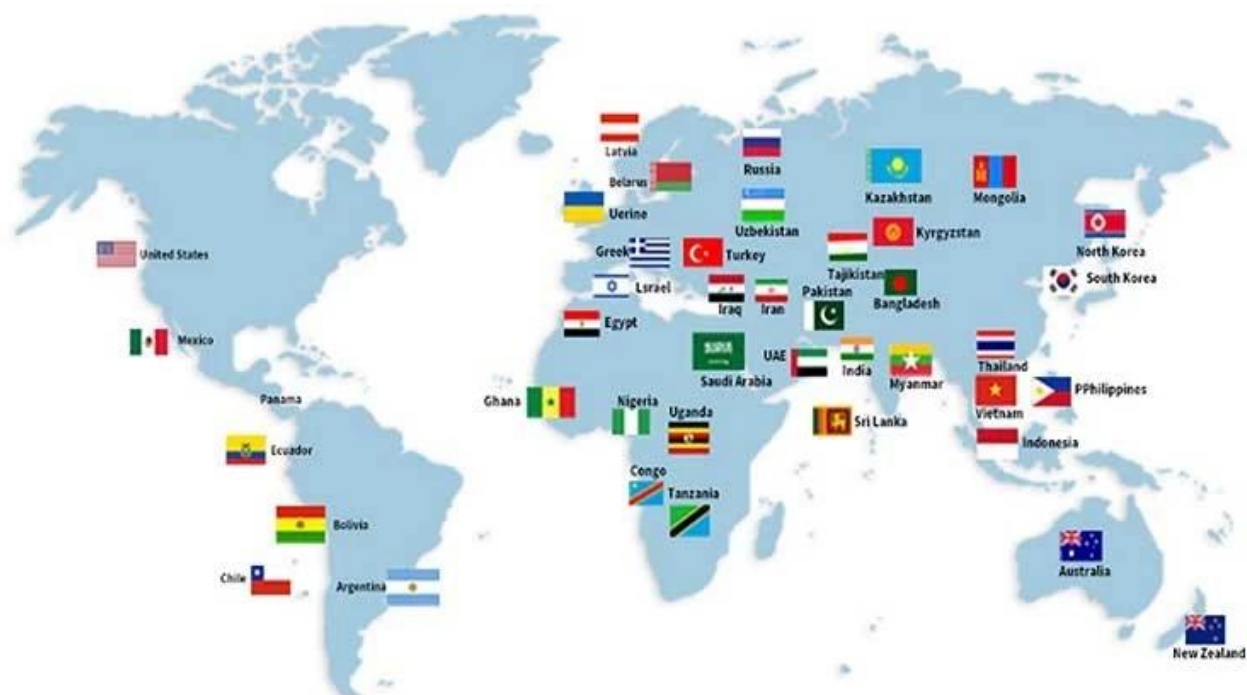 Latvia
Russia
Belarus
Kazakhstan
Mongolia
Uerine
Uzbekistan
Kyrgyzstan
North Korea
United States
Greek
Turkey
Tajikistan
South Korea
Lsrael
Iraq
Iran
Pakistan
Bangladesh
Egypt
Mexico
Saudi Arabia
UAE
India
Myanmar
Thailand
Panama
Ghana
Nigeria
Uganda
Sri Lanka
Vietnam
PPhilippines
Ecuador
Indonesia
Congo
Tanzania
Bolivia
Chile
Argentina
Australia
New Zealand